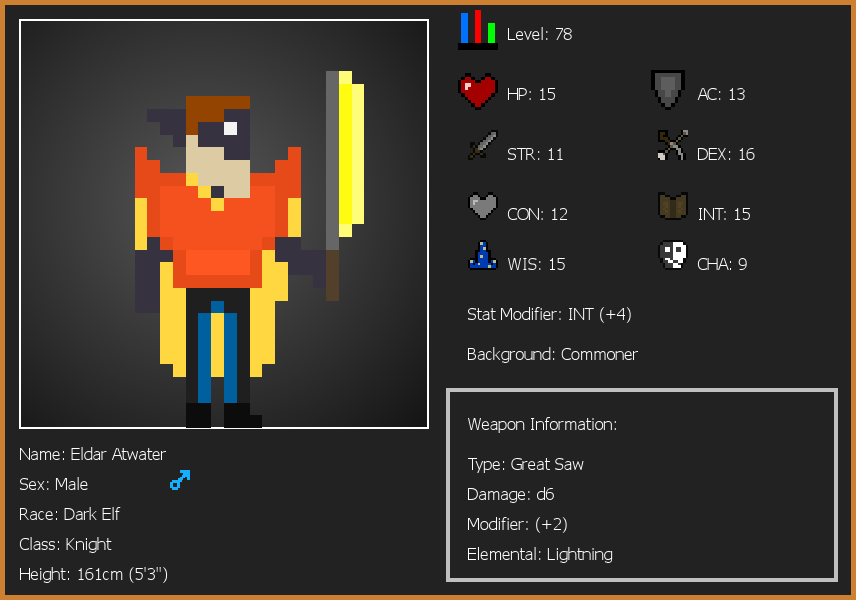 Level: 78
HP: 15
AC: 13
STR: 11
DEX: 16
CON: 12
INT: 15
WIS: 15
CHA: 9
Stat Modifier: INT (+4)
Background: Commoner
Weapon Information:
Type: Great Saw
Damage: d6
Modifier: (+2)
Elemental: Lightning
Name: Eldar Atwater
Sex: Male
Race: Dark Elf
Class: Knight
Height: 161cm (5'3")